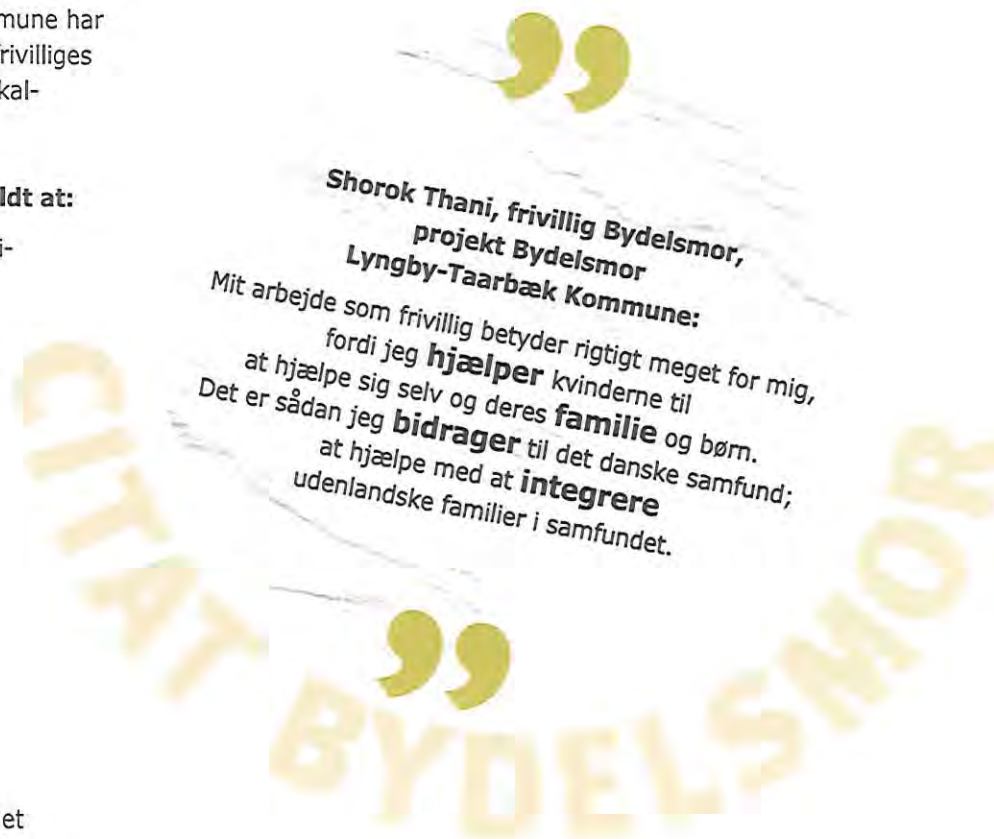 mune har
rivilliges
kal-
ldt at:
i-
”
Shorok Thani, frivillig Bydelsmor,
projekt Bydelsmor
Lyngby-Taarbæk Kommune:
Mit arbejde som frivillig betyder rigtigt meget for mig,
fordi jeg hjælper kvinderne til
at hjælpe sig selv og deres familie og børn.
Det er sådan jeg bidrager til det danske samfund;
at hjælpe med at integrere
udenlandske familier i samfundet.
”
CITAT BYDELSMOR
et